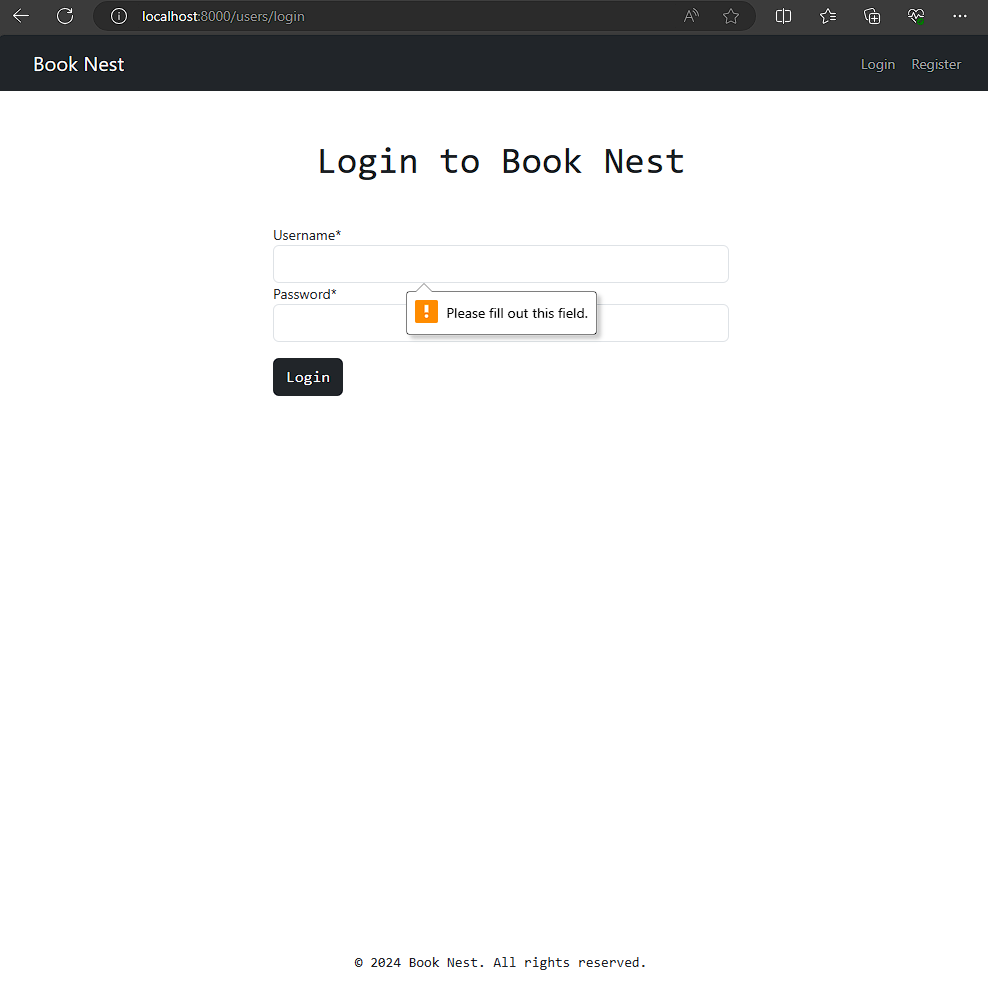 localhost:8000/users/login
Book Nest Login Register
Login to Book Nest
Username*
Password*
Please fill out this field.
Login
© 2024 Book Nest. All rights reserved.